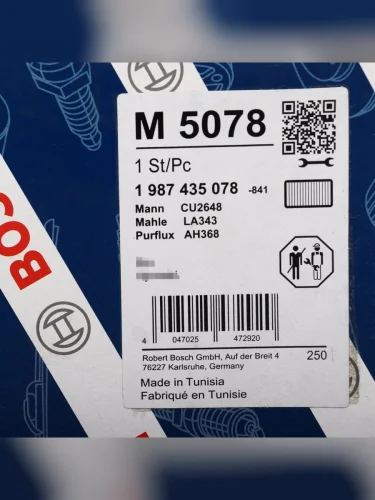 BOS
M 5078
1 St/Pc
1 987 435 078 -841
Mann CU2648
Mahle LA343
Purflux AH368
4 047025 472920
Robert Bosch GmbH, Auf der Breit 4 250
76227 Karlsruhe, Germany
Made in Tunisia
Fabriqué en Tunisie